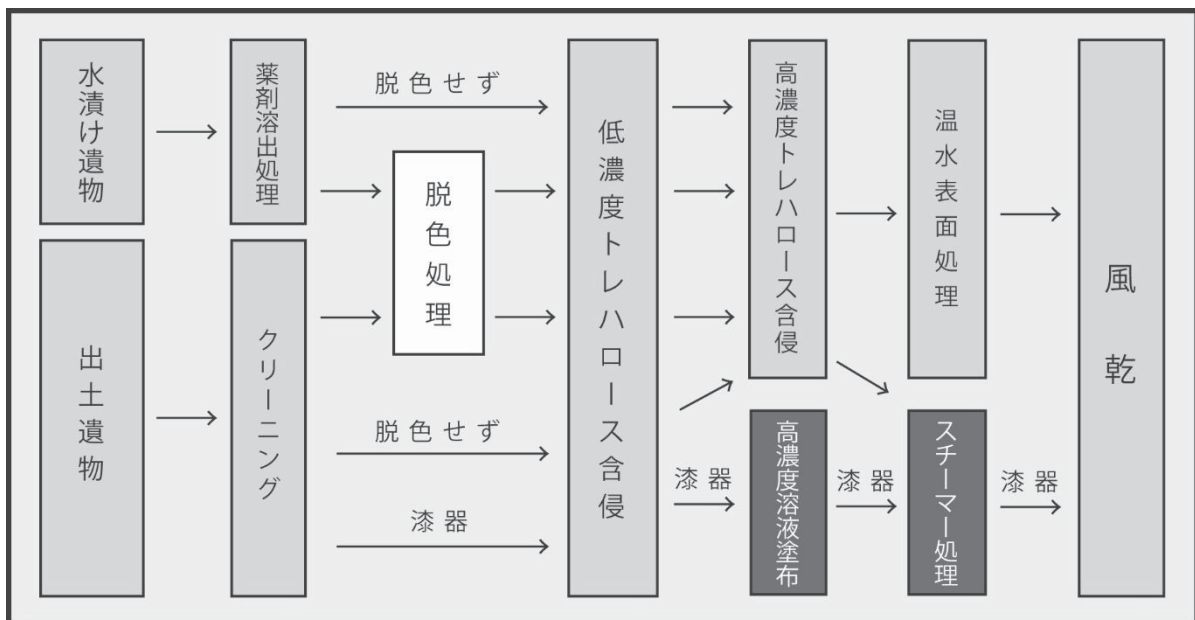 水漬け遺物
薬剤溶出処理
脱色せず
脱色処理
低濃度トレハロース含侵
高濃度トレハロース含侵
温水表面処理
風乾
出土遺物
クリーニング
脱色せず
漆器
漆器
高濃度溶液塗布
漆器
スチーマー処理
漆器